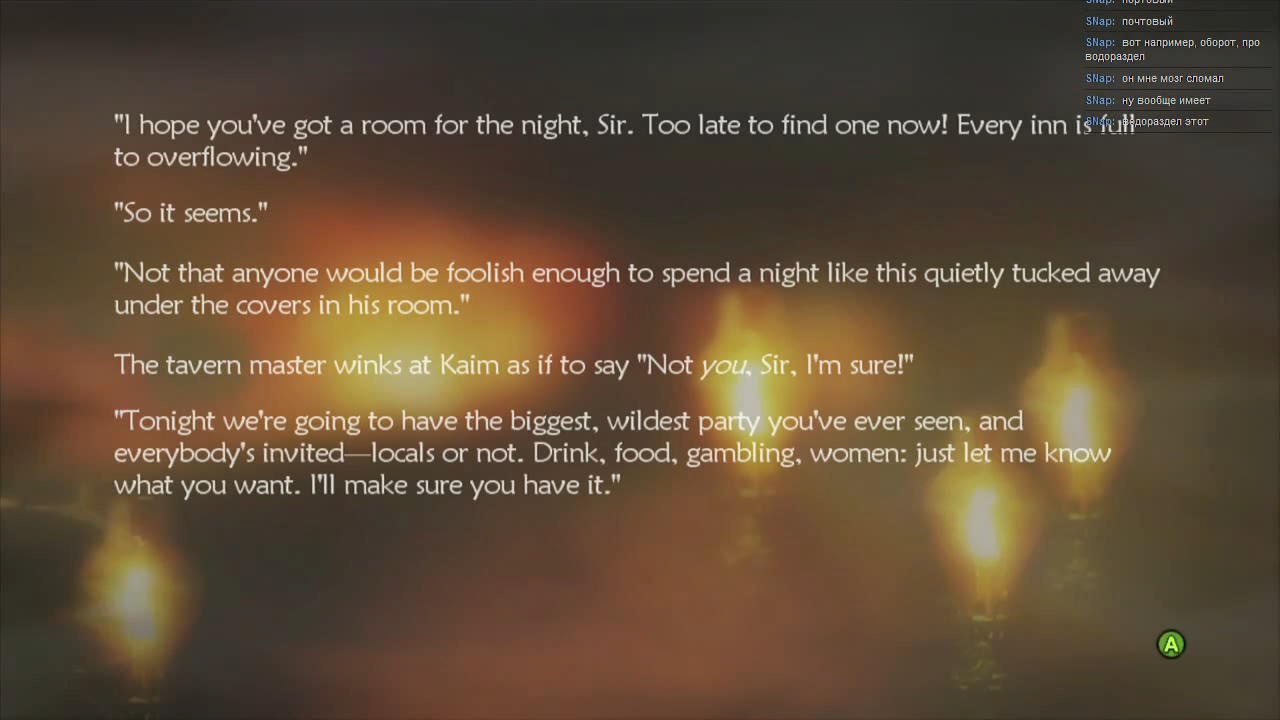 "I hope you've got a room for the night, Sir. Too late to find one now! Every inn is full
to overflowing."
"So it seems."
"Not that anyone would be foolish enough to spend a night like this quietly tucked away
under the covers in his room."
The tavern master winks at Kaim as if to say "Not you, Sir, I'm sure!"
"Tonight we're going to have the biggest, wildest party you've ever seen, and
everybody's invited—locals or not. Drink, food, gambling, women: just let me know
what you want. I'll make sure you have it."
A
SNap: почтовый
SNap: вот например, оборот, про
водораздел
SNap: он мне мозг сломал
SNap: ну вообще имеет
SNap: водораздел этот